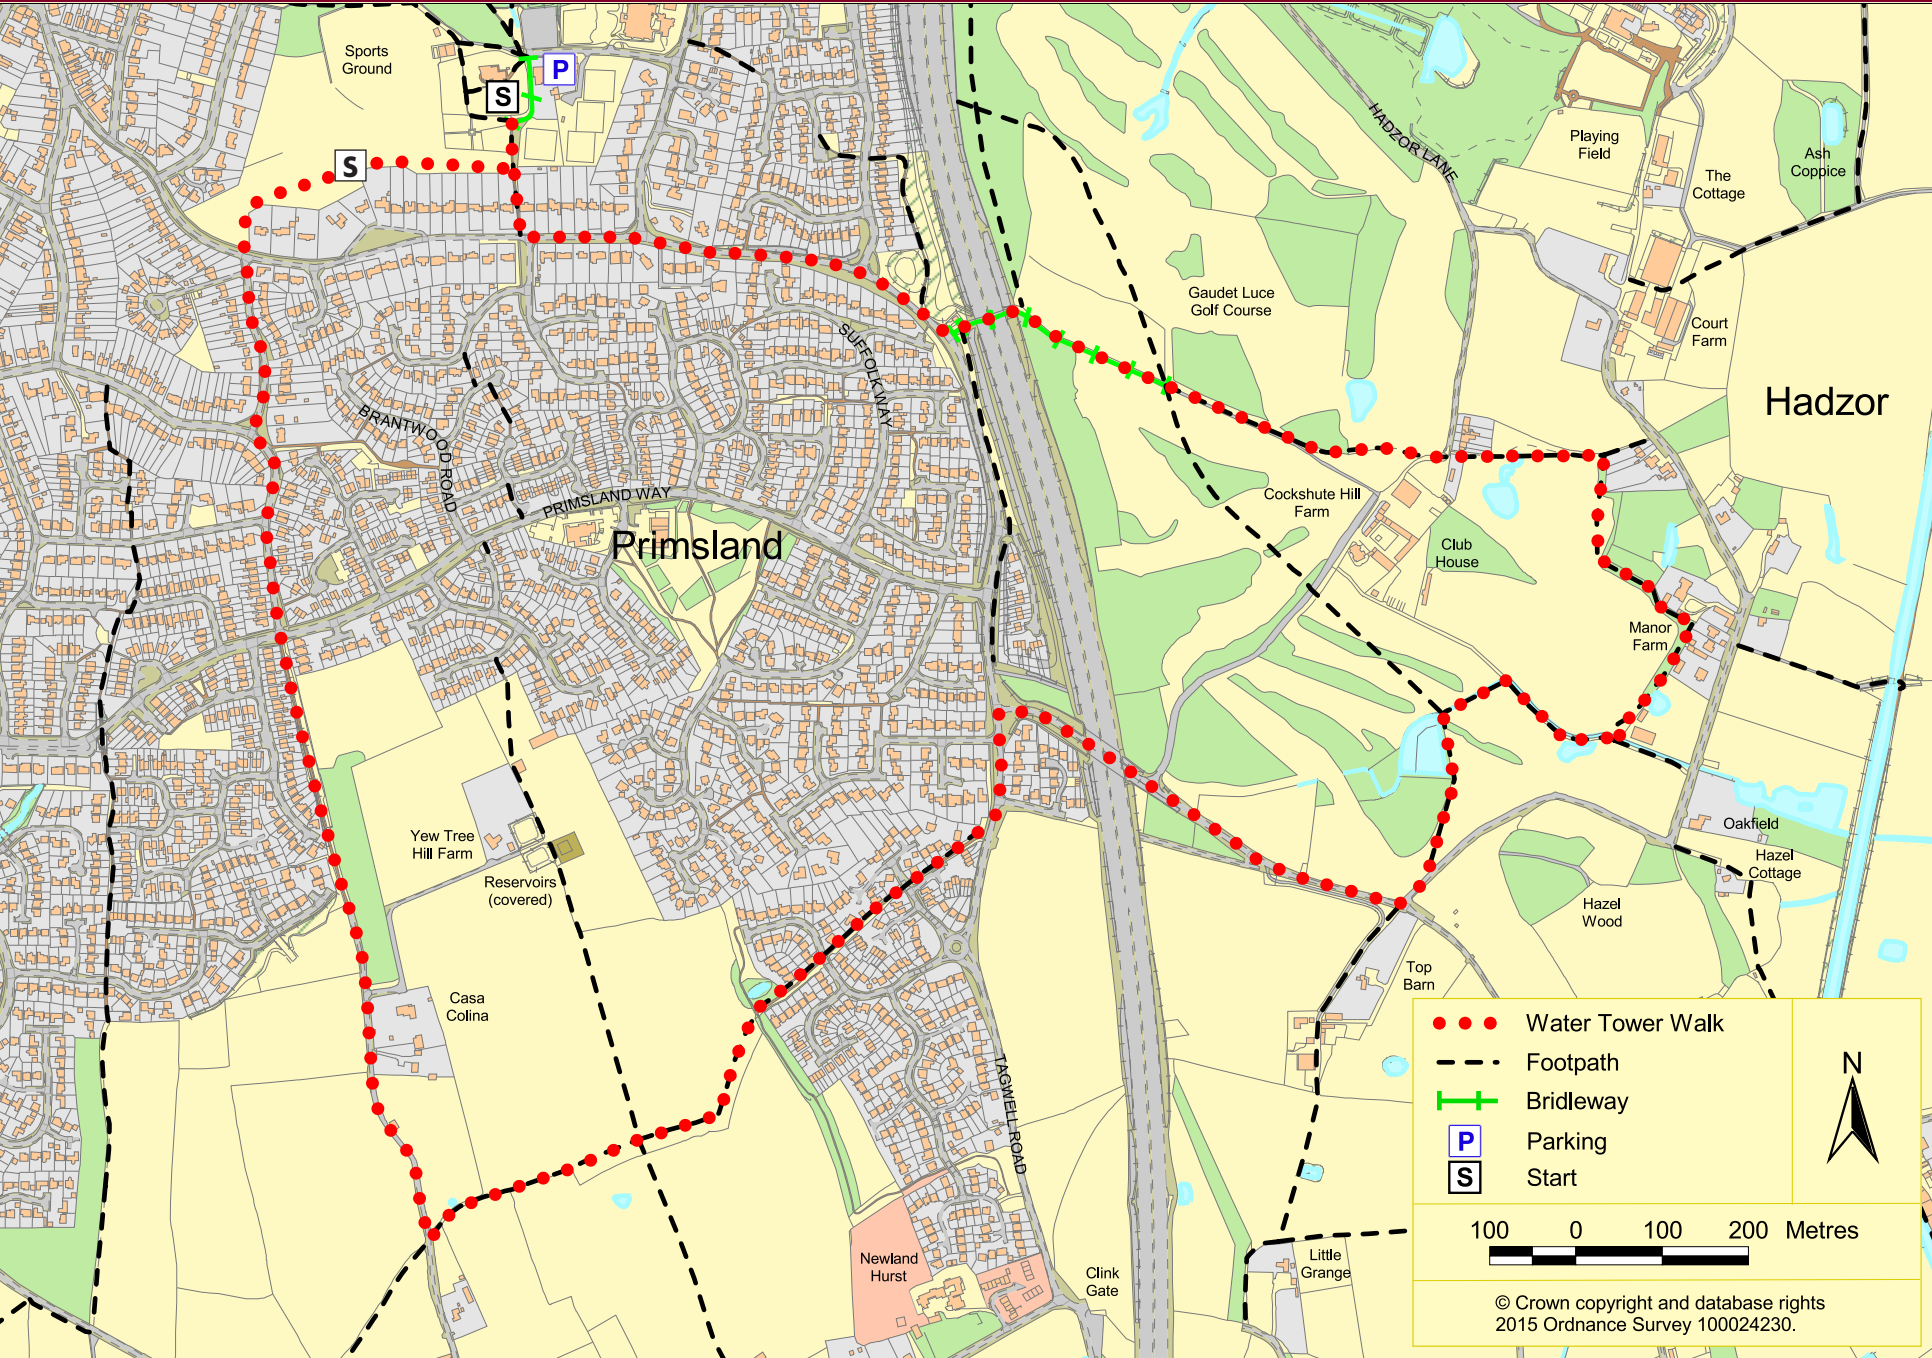 Sports
Ground
P
S
S
HADZOR LANE
Playing
Field
Ash
Coppice
The
Cottage
Gaudet Luce
Golf Course
Court
Farm
Hadzor
SUFFOLK WAY
BRANTWOOD ROAD
PRIMSLAND WAY
Primsland
Cockshute Hill
Farm
Club
House
Manor
Farm
Yew Tree
Hill Farm
Reservoirs
(covered)
Oakfield
Hazel
Cottage
Hazel
Wood
Top
Barn
Casa
Colina
TAGWELL ROAD
Newland
Hurst
Clink
Gate
Little
Grange
Water Tower Walk
Footpath
Bridleway
P Parking
S Start
N
100 0 100 200 Metres
© Crown copyright and database rights
2015 Ordnance Survey 100024230.